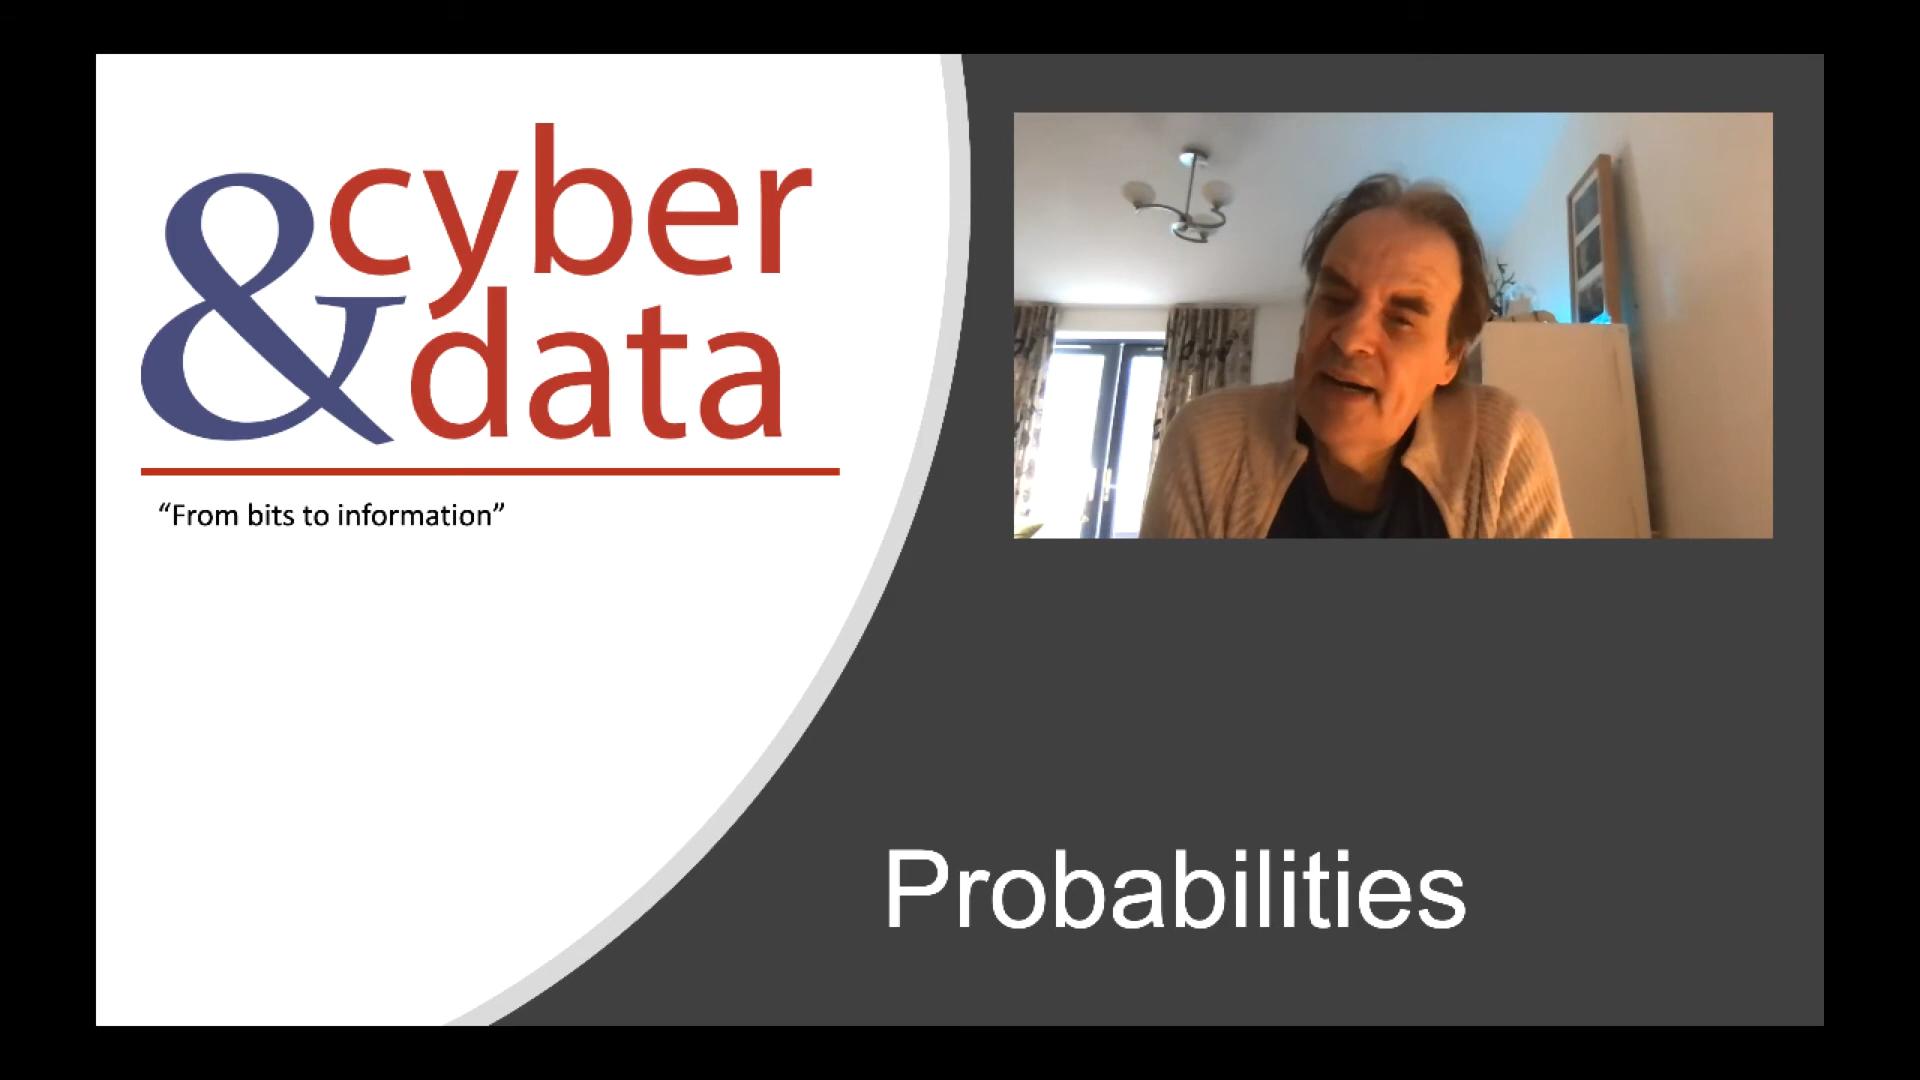 &cyber
data
“From bits to information”
Probabilities